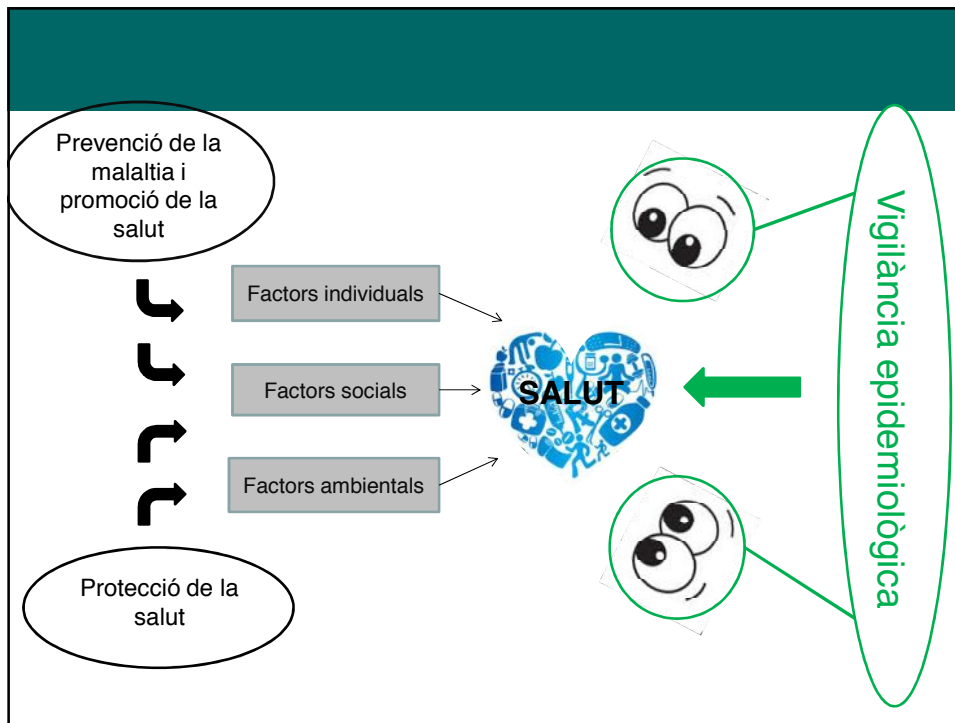 Prevenció de la
malaltia i
promoció de la
salut
Factors individuals
Factors socials
Factors ambientals
SALUT
Protecció de la
salut
Vigilància epidemiològica